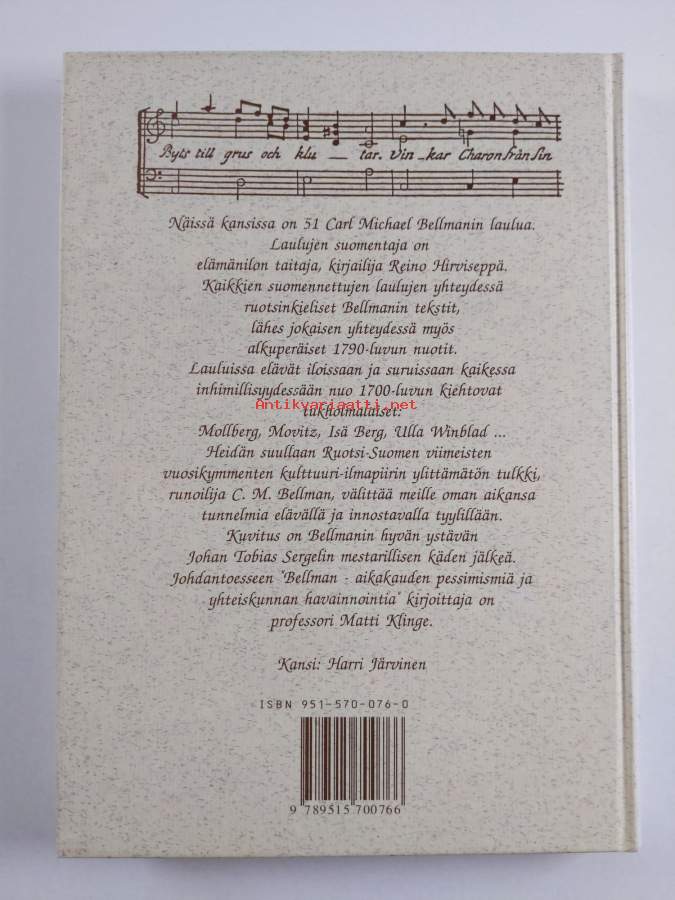 Byts till grus och klu _ tar. Vin_kar Charon från sin
Näissä kansissa on 51 Carl Michael Bellmanin laulua.
Laulujen suomentaja on
elämänilon taitaja, kirjailija Reino Hirviseppä.
Kaikkien suomennettujen laulujen yhteydessä
ruotsinkieliset Bellmanin tekstit,
lähes jokaisen yhteydessä myös
alkuperäiset 1790-luvun nuotit.
Lauluissa elävät iloissaan ja suruissaan kaikessa
inhimillisyydessään nuo 1700-luvun kiehtovat
Antikvariaatti.net
tukholmalaiset:
Mollberg, Movitz, Isä Berg, Ulla Winblad ...
Heidän suullaan Ruotsi-Suomen viimeisten
vuosikymmenten kulttuuri-ilmapiirin ylittämätön tulkki,
runoilija C. M. Bellman, välittää meille oman aikansa
tunnelmia elävällä ja innostavalla tyylillään.
Kuvitus on Bellmanin hyvän ystävän
Johan Tobias Sergelin mestarillisen käden jälkeä.
Johdantoesseen "Bellman - aikakauden pessimismiä ja
yhteiskunnan havainnointia" kirjoittaja on
professori Matti Klinge.
Kansi: Harri Järvinen
ISBN 951-570-076-0
9 789515 700766